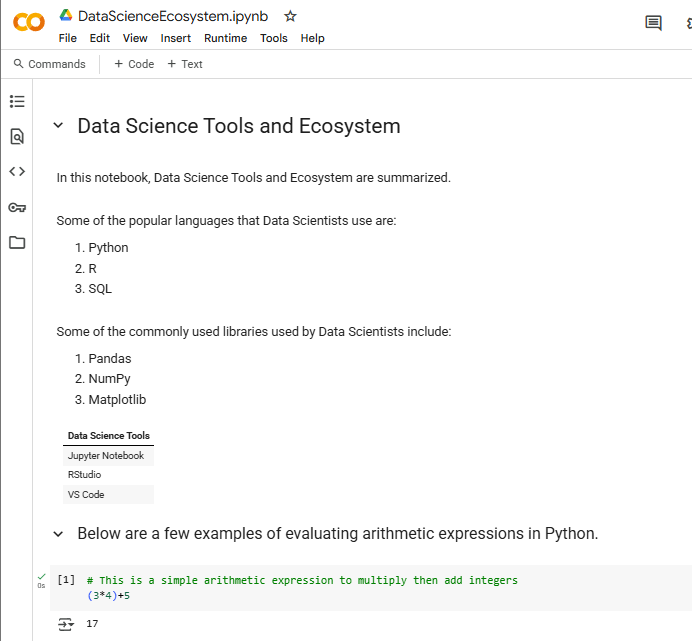 DataScienceEcosystem.ipynb
File Edit View Insert Runtime Tools Help
Commands + Code + Text
Data Science Tools and Ecosystem
In this notebook, Data Science Tools and Ecosystem are summarized.
Some of the popular languages that Data Scientists use are:
1. Python
2. R
3. SQL
Some of the commonly used libraries used by Data Scientists include:
1. Pandas
2. NumPy
3. Matplotlib
Data Science Tools
Jupyter Notebook
RStudio
VS Code
Below are a few examples of evaluating arithmetic expressions in Python.
[1] # This is a simple arithmetic expression to multiply then add integers
0s (3*4)+5
17